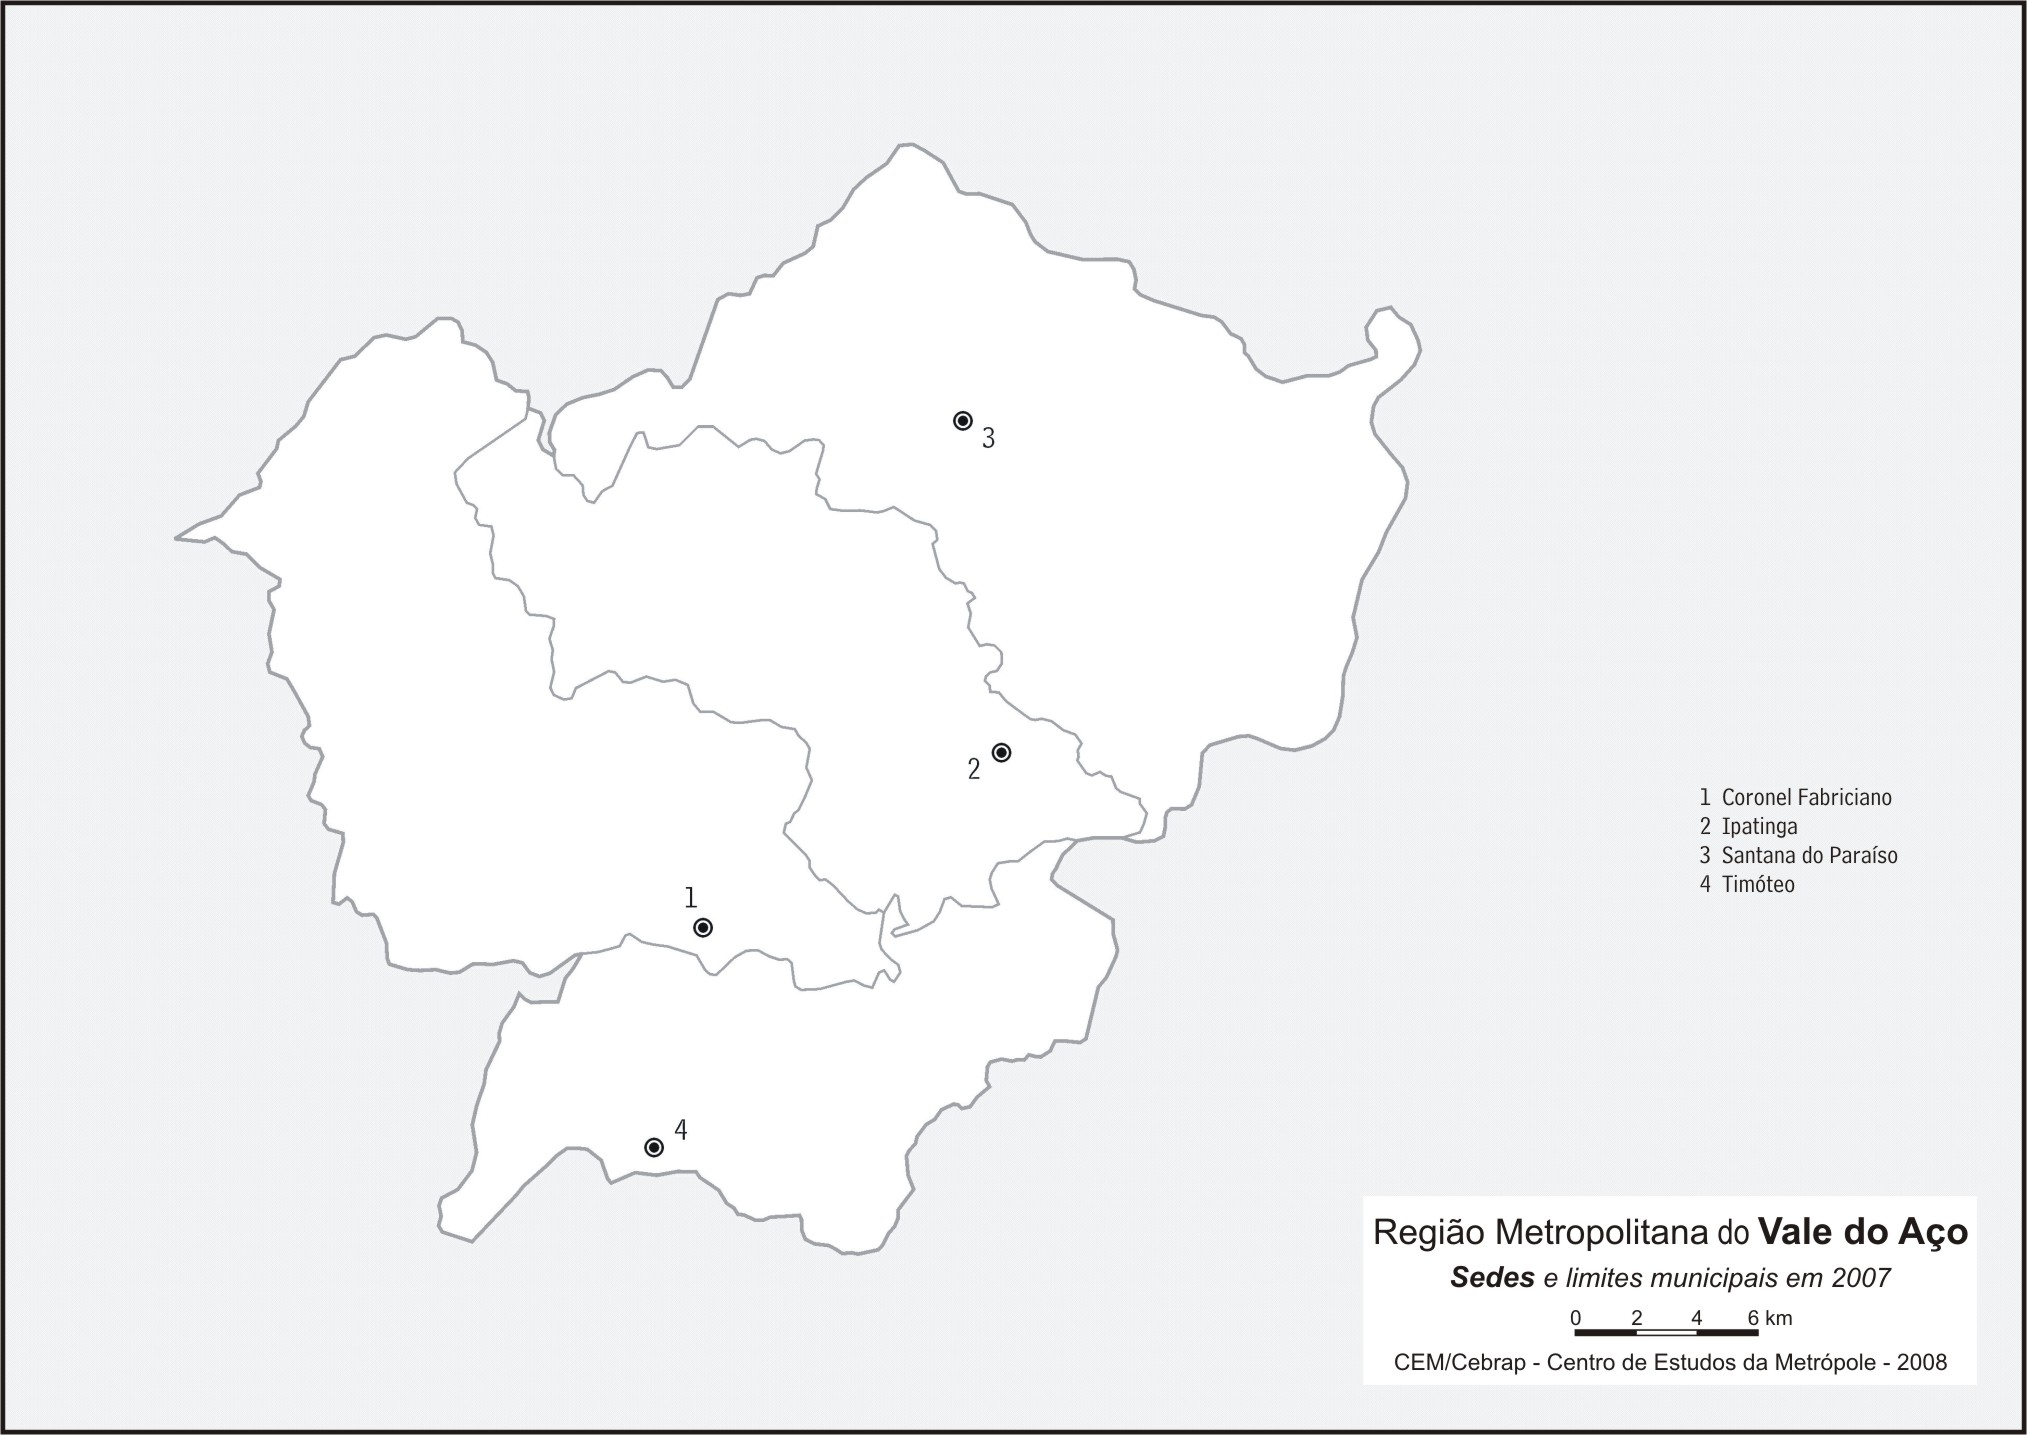 3
2
1
4
1 Coronel Fabriciano
2 Ipatinga
3 Santana do Paraíso
4 Timóteo
Região Metropolitana do Vale do Aço
Sedes e limites municipais em 2007
0 2 4 6 km
CEM/Cebrap - Centro de Estudos da Metrópole - 2008